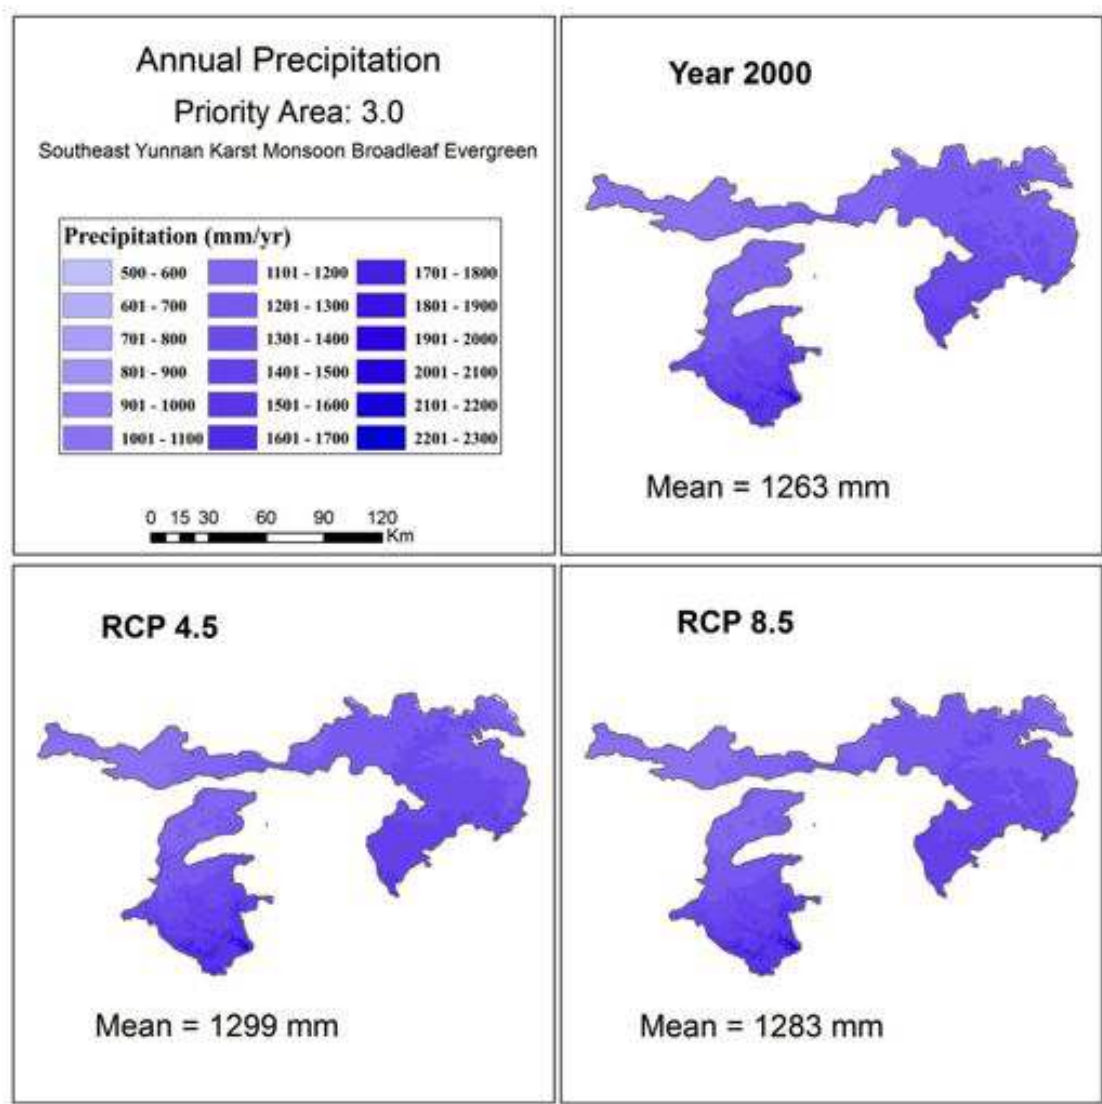 Annual Precipitation
Priority Area: 3.0
Southeast Yunnan Karst Monsoon Broadleaf Evergreen
Precipitation (mm/yr)
500 - 600 1101 - 1200 1701 - 1800
601 - 700 1201 - 1300 1801 - 1900
701 - 800 1301 - 1400 1901 - 2000
801 - 900 1401 - 1500 2001 - 2100
901 - 1000 1501 - 1600 2101 - 2200
1001 - 1100 1601 - 1700 2201 - 2300
0 15 30 60 90 120
Km
Year 2000
Mean = 1263 mm
RCP 4.5
Mean = 1299 mm
RCP 8.5
Mean = 1283 mm